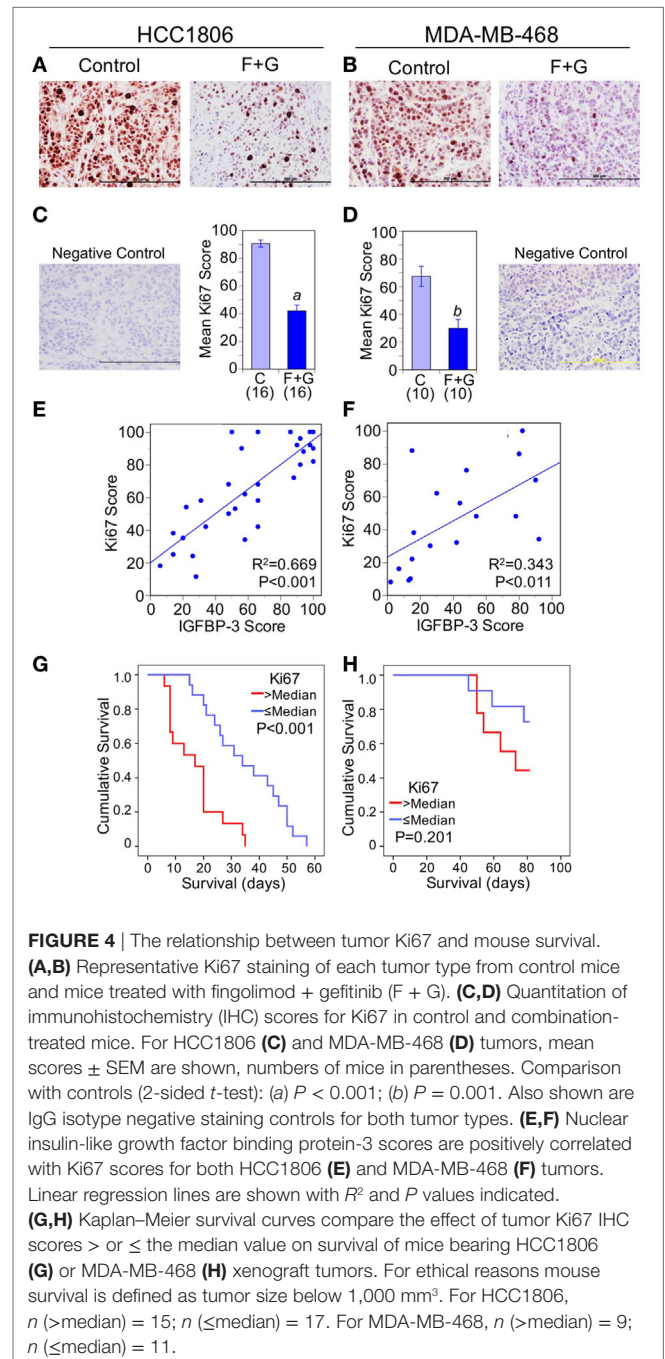 HCC1806
MDA-MB-468
A
Control
F+G
B
Control
F+G
C
Negative Control
Mean Ki67 Score
100
80
60
40
20
0
a
C
(16)
F+G
(16)
D
Mean Ki67 Score
100
80
60
40
20
0
b
C
(10)
F+G
(10)
Negative Control
E
Ki67 Score
100
80
60
40
20
0
R²=0.669
P<0.001
0 20 40 60 80 100
IGFBP-3 Score
F
Ki67 Score
100
80
60
40
20
0
R²=0.343
P<0.011
0 20 40 60 80 100
IGFBP-3 Score
G
Cumulative Survival
1.0
0.8
0.6
0.4
0.2
0
Ki67
>Median
≤Median
P<0.001
0 10 20 30 40 50 60
Survival (days)
H
Cumulative Survival
1.0
0.8
0.6
0.4
0.2
0
Ki67
>Median
≤Median
P=0.201
0 20 40 60 80 100
Survival (days)
FIGURE 4 | The relationship between tumor Ki67 and mouse survival.
(A,B) Representative Ki67 staining of each tumor type from control mice
and mice treated with fingolimod + gefitinib (F + G). (C,D) Quantitation of
immunohistochemistry (IHC) scores for Ki67 in control and combination-
treated mice. For HCC1806 (C) and MDA-MB-468 (D) tumors, mean
scores ± SEM are shown, numbers of mice in parentheses. Comparison
with controls (2-sided t-test): (a) P < 0.001; (b) P = 0.001. Also shown are
IgG isotype negative staining controls for both tumor types. (E,F) Nuclear
insulin-like growth factor binding protein-3 scores are positively correlated
with Ki67 scores for both HCC1806 (E) and MDA-MB-468 (F) tumors.
Linear regression lines are shown with R² and P values indicated.
(G,H) Kaplan–Meier survival curves compare the effect of tumor Ki67 IHC
scores > or ≤ the median value on survival of mice bearing HCC1806
(G) or MDA-MB-468 (H) xenograft tumors. For ethical reasons mouse
survival is defined as tumor size below 1,000 mm³. For HCC1806,
n (>median) = 15; n (≤median) = 17. For MDA-MB-468, n (>median) = 9;
n (≤median) = 11.